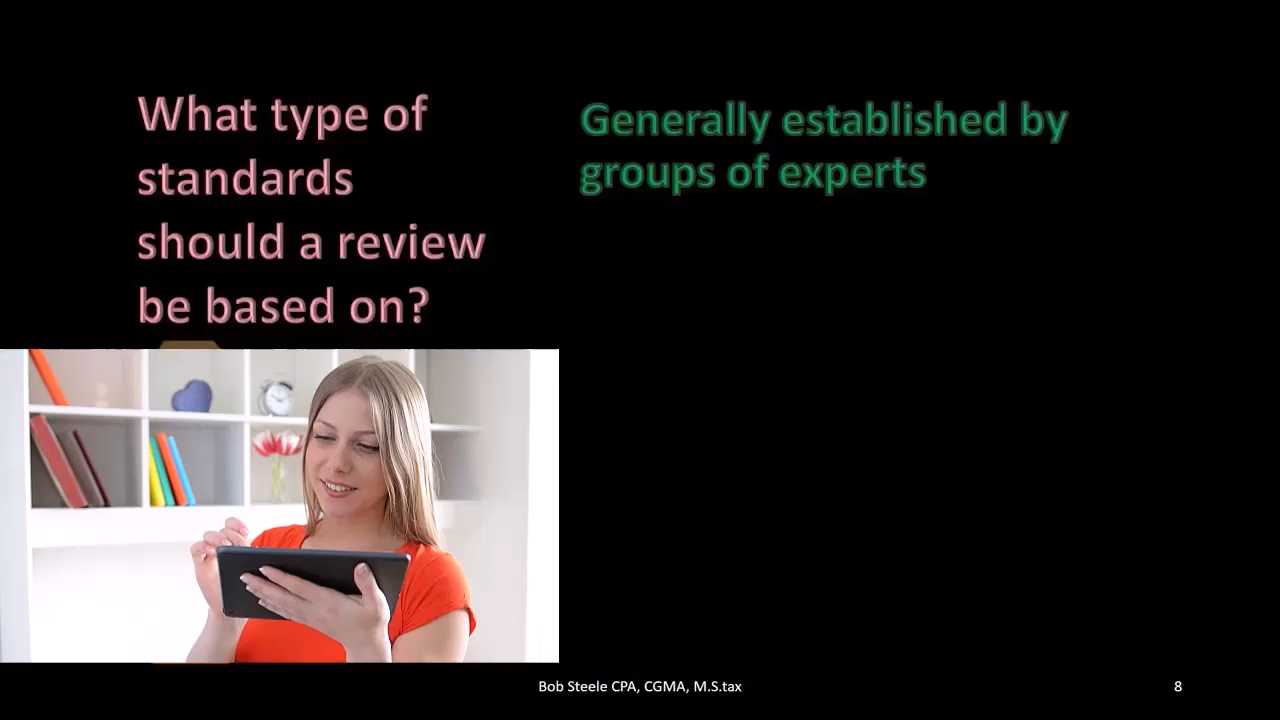 What type of
standards
should a review
be based on?
Generally established by
groups of experts
Bob Steele CPA, CGMA, M.S.tax
8